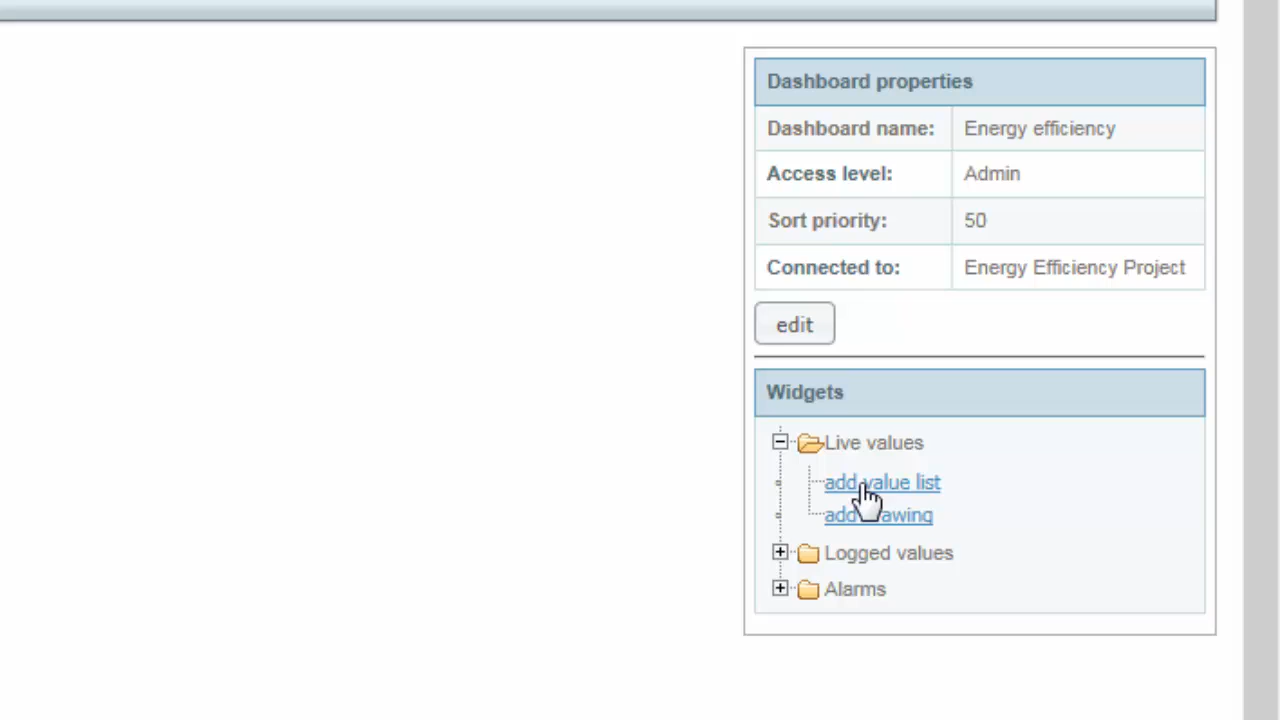 Dashboard properties
Dashboard name: Energy efficiency
Access level: Admin
Sort priority: 50
Connected to: Energy Efficiency Project
edit
Widgets
Live values
add value list
add drawing
Logged values
Alarms